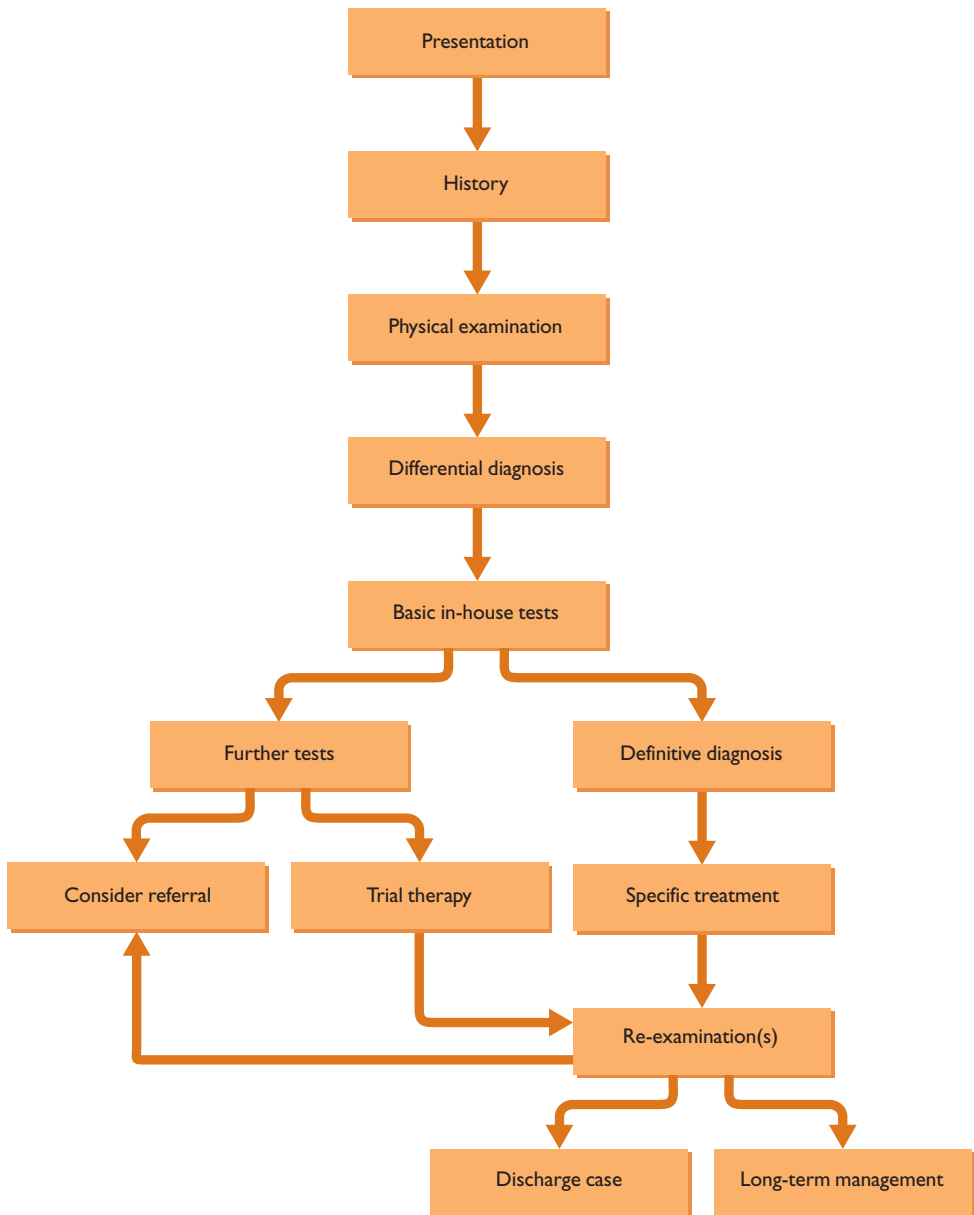 Presentation
History
Physical examination
Differential diagnosis
Basic in-house tests
Further tests
Definitive diagnosis
Consider referral
Trial therapy
Specific treatment
Re-examination(s)
Discharge case
Long-term management